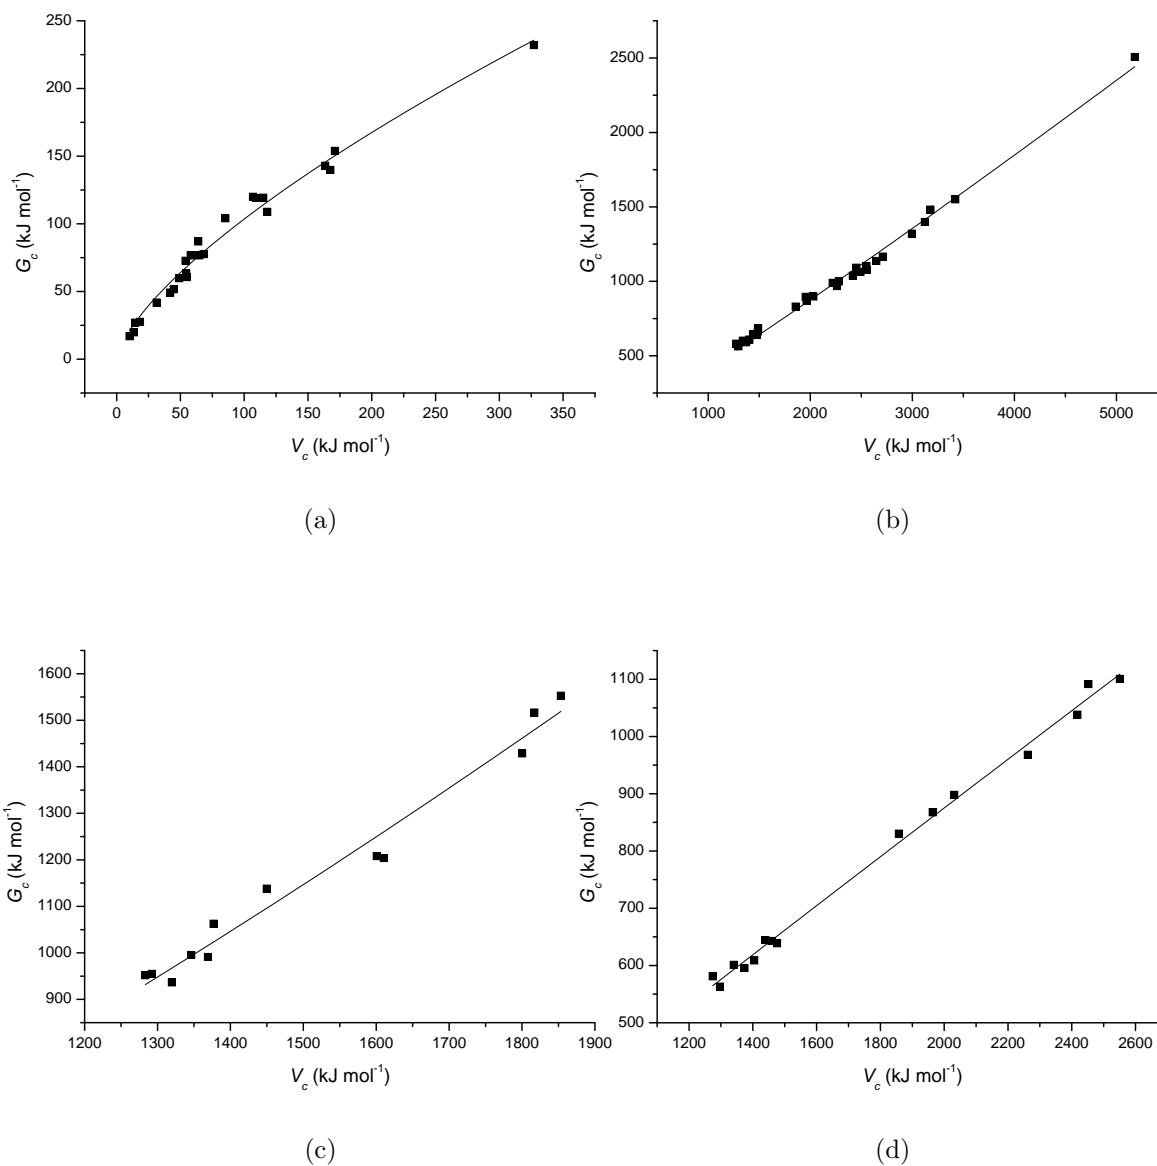 250
200
150
100
50
0
G_c (kJ mol^-1)
0 50 100 150 200 250 300 350
V_c (kJ mol^-1)
(a)
2500
2000
1500
1000
500
G_c (kJ mol^-1)
1000 2000 3000 4000 5000
V_c (kJ mol^-1)
(b)
1600
1500
1400
1300
1200
1100
1000
900
G_c (kJ mol^-1)
1200 1300 1400 1500 1600 1700 1800 1900
V_c (kJ mol^-1)
(c)
1100
1000
900
800
700
600
500
G_c (kJ mol^-1)
1200 1400 1600 1800 2000 2200 2400 2600
V_c (kJ mol^-1)
(d)